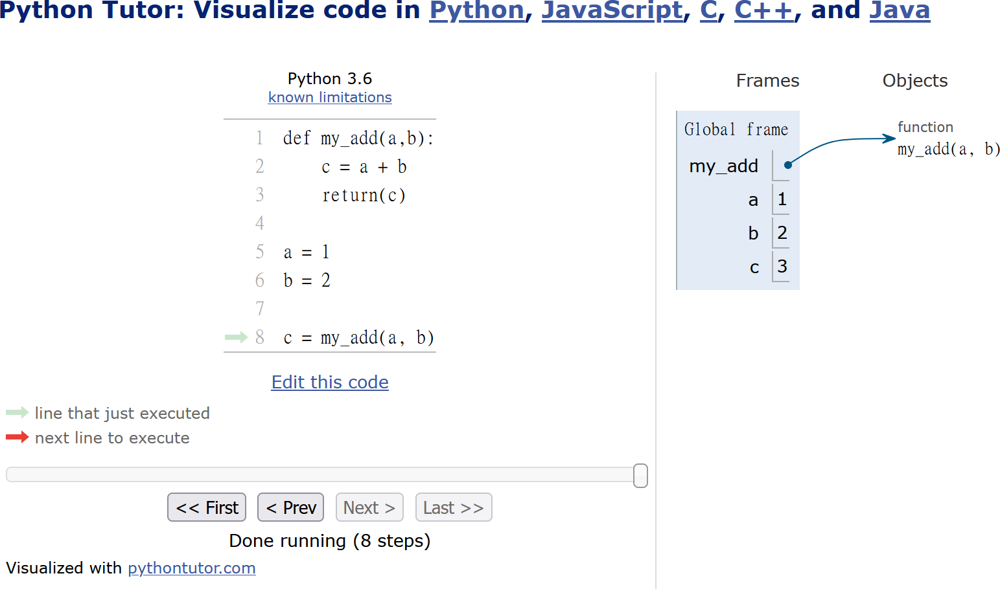 Python Tutor: Visualize code in Python, JavaScript, C, C++, and Java
Python 3.6
known limitations
1 def my_add(a,b):
2     c = a + b
3     return(c)
4
5 a = 1
6 b = 2
7
8 c = my_add(a, b)
Edit this code
line that just executed
next line to execute
<< First < Prev Next > Last >>
Done running (8 steps)
Visualized with pythontutor.com
Frames Objects
Global frame
my_add
a 1
b 2
c 3
function
my_add(a, b)